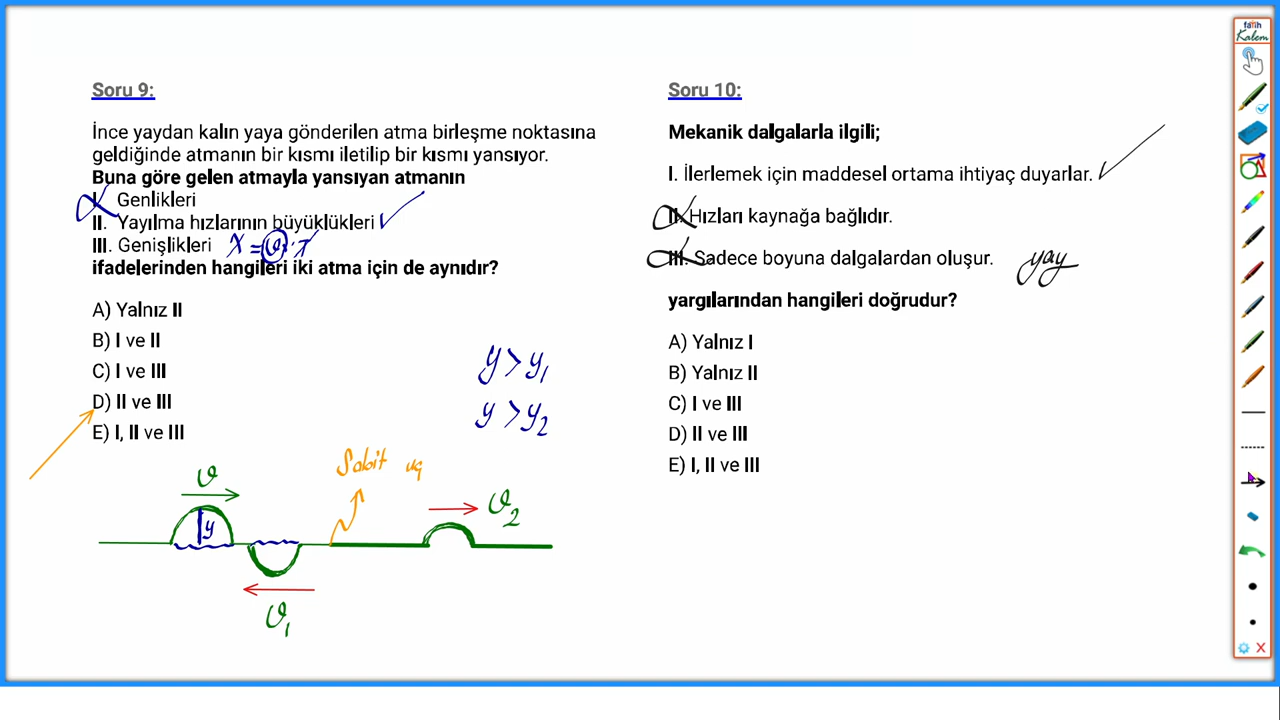 Soru 9:
İnce yaydan kalın yaya gönderilen atma birleşme noktasına
geldiğinde atmanın bir kısmı iletilip bir kısmı yansıyor.
Buna göre gelen atmayla yansıyan atmanın
I. Genlikleri
II. Yayılma hızlarının büyüklükleri
III. Genişlikleri x = υ . T
ifadelerinden hangileri iki atma için de aynıdır?
A) Yalnız II
B) I ve II
C) I ve III
D) II ve III
E) I, II ve III
y > y1
y > y2
Sabit uç
υ
y
υ2
υ1
Soru 10:
Mekanik dalgalarla ilgili;
I. İlerlemek için maddesel ortama ihtiyaç duyarlar.
II. Hızları kaynağa bağlıdır.
III. Sadece boyuna dalgalardan oluşur. yay
yargılarından hangileri doğrudur?
A) Yalnız I
B) Yalnız II
C) I ve III
D) II ve III
E) I, II ve III
fatih
Kalem